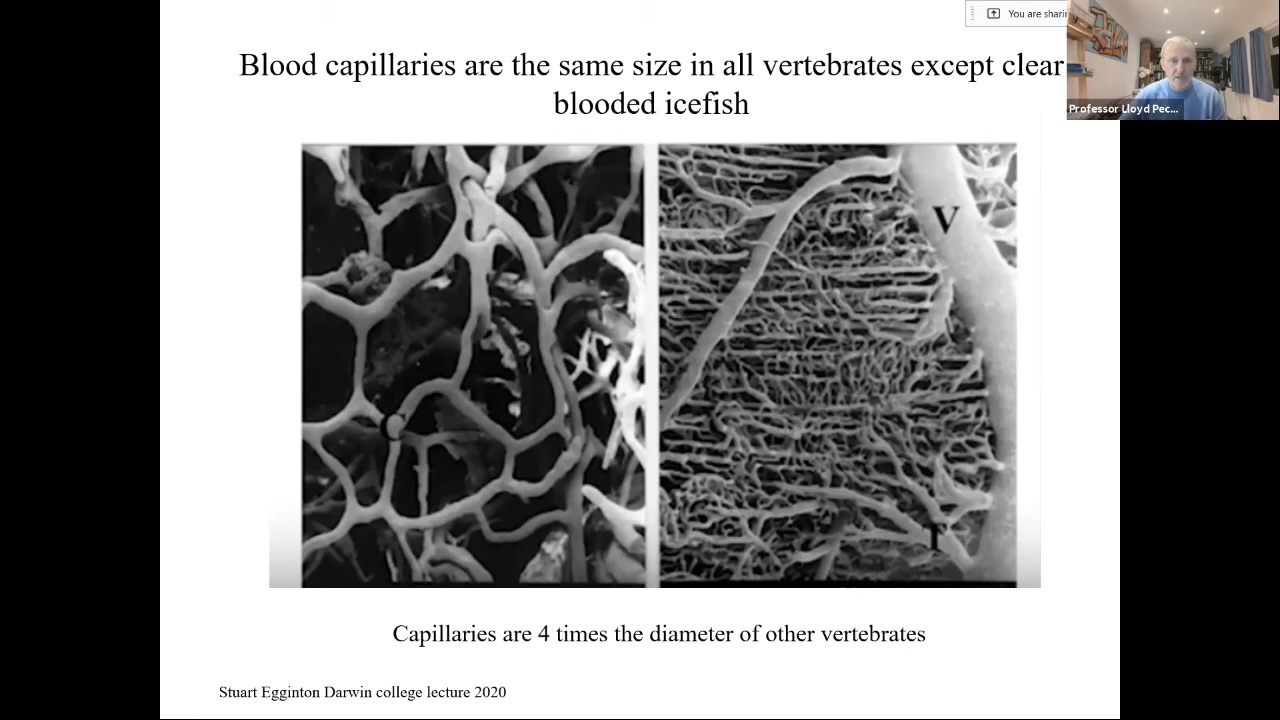 You are sharin
Blood capillaries are the same size in all vertebrates except clear
blooded icefish
Professor Lloyd Pec...
V
C
Capillaries are 4 times the diameter of other vertebrates
Stuart Egginton Darwin college lecture 2020